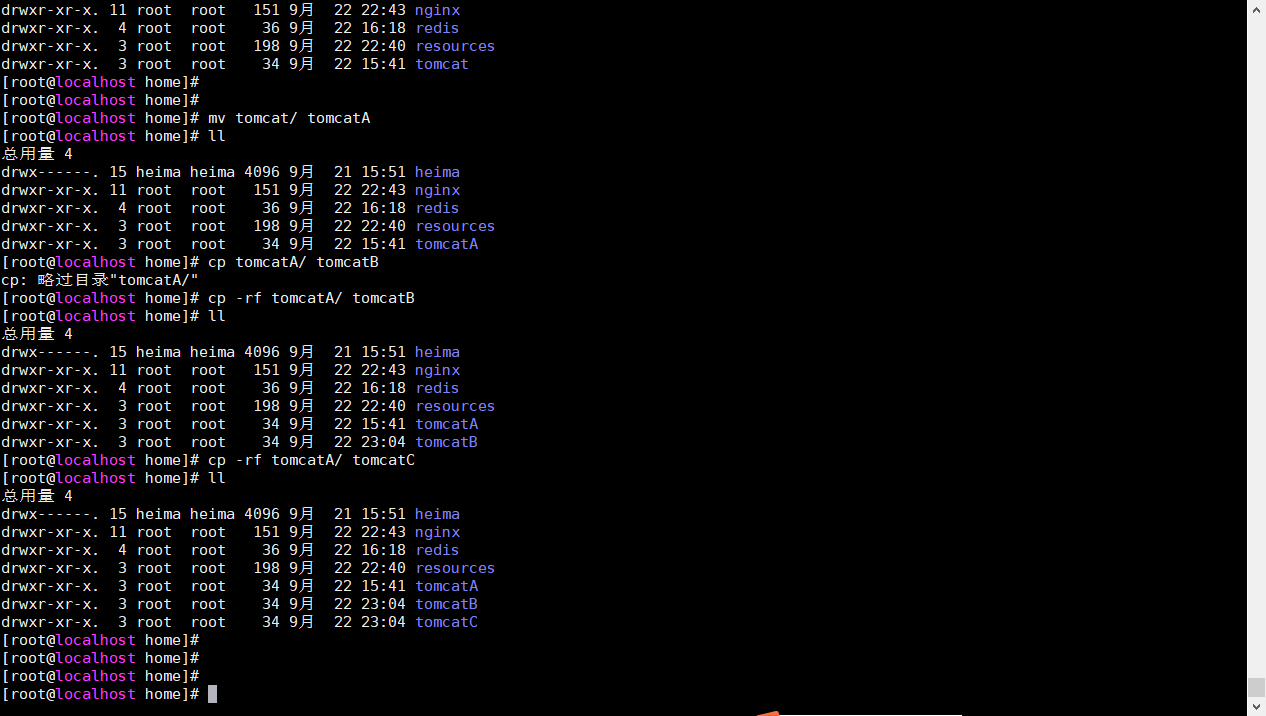 drwxr-xr-x. 11 root  root   151 9月  22 22:43 nginx
drwxr-xr-x.  4 root  root    36 9月  22 16:18 redis
drwxr-xr-x.  3 root  root   198 9月  22 22:40 resources
drwxr-xr-x.  3 root  root    34 9月  22 15:41 tomcat
[root@localhost home]#
[root@localhost home]#
[root@localhost home]# mv tomcat/ tomcatA
[root@localhost home]# ll
总用量 4
drwx------. 15 heima heima 4096 9月  21 15:51 heima
drwxr-xr-x. 11 root  root   151 9月  22 22:43 nginx
drwxr-xr-x.  4 root  root    36 9月  22 16:18 redis
drwxr-xr-x.  3 root  root   198 9月  22 22:40 resources
drwxr-xr-x.  3 root  root    34 9月  22 15:41 tomcatA
[root@localhost home]# cp tomcatA/ tomcatB
cp: 略过目录"tomcatA/"
[root@localhost home]# cp -rf tomcatA/ tomcatB
[root@localhost home]# ll
总用量 4
drwx------. 15 heima heima 4096 9月  21 15:51 heima
drwxr-xr-x. 11 root  root   151 9月  22 22:43 nginx
drwxr-xr-x.  4 root  root    36 9月  22 16:18 redis
drwxr-xr-x.  3 root  root   198 9月  22 22:40 resources
drwxr-xr-x.  3 root  root    34 9月  22 15:41 tomcatA
drwxr-xr-x.  3 root  root    34 9月  22 23:04 tomcatB
[root@localhost home]# cp -rf tomcatA/ tomcatC
[root@localhost home]# ll
总用量 4
drwx------. 15 heima heima 4096 9月  21 15:51 heima
drwxr-xr-x. 11 root  root   151 9月  22 22:43 nginx
drwxr-xr-x.  4 root  root    36 9月  22 16:18 redis
drwxr-xr-x.  3 root  root   198 9月  22 22:40 resources
drwxr-xr-x.  3 root  root    34 9月  22 15:41 tomcatA
drwxr-xr-x.  3 root  root    34 9月  22 23:04 tomcatB
drwxr-xr-x.  3 root  root    34 9月  22 23:04 tomcatC
[root@localhost home]#
[root@localhost home]#
[root@localhost home]#
[root@localhost home]#